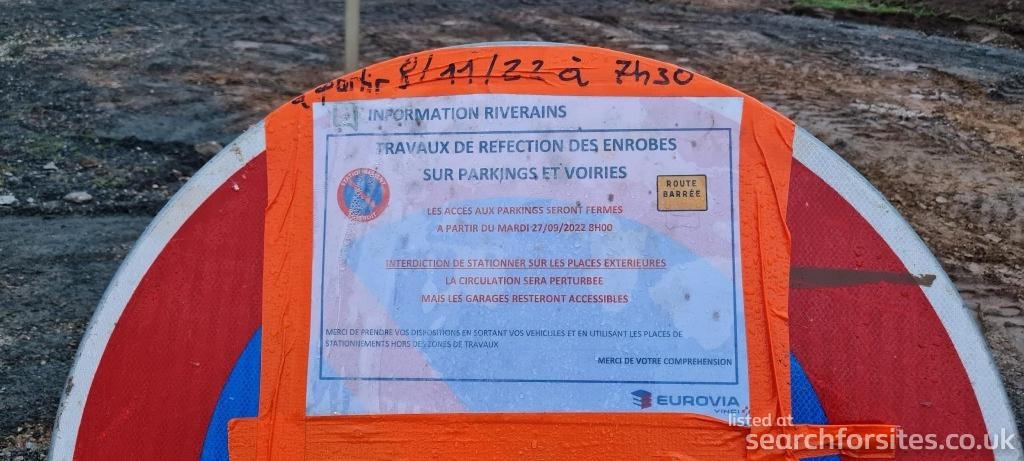 à partir 8/11/22 à 7h30
INFORMATION RIVERAINS
TRAVAUX DE REFECTION DES ENROBES
SUR PARKINGS ET VOIRIES
STATIONNEMENT
INTERDIT
ROUTE
BARRÉE
LES ACCES AUX PARKINGS SERONT FERMES
A PARTIR DU MARDI 27/09/2022 8H00
INTERDICTION DE STATIONNER SUR LES PLACES EXTERIEURES
LA CIRCULATION SERA PERTURBEE
MAIS LES GARAGES RESTERONT ACCESSIBLES
MERCI DE PRENDRE VOS DISPOSITIONS EN SORTANT VOS VEHICULES ET EN UTILISANT LES PLACES DE
STATIONNEMENTS HORS DES ZONES DE TRAVAUX
MERCI DE VOTRE COMPREHENSION
EUROVIA
VINCI
listed at
searchforsites.co.uk